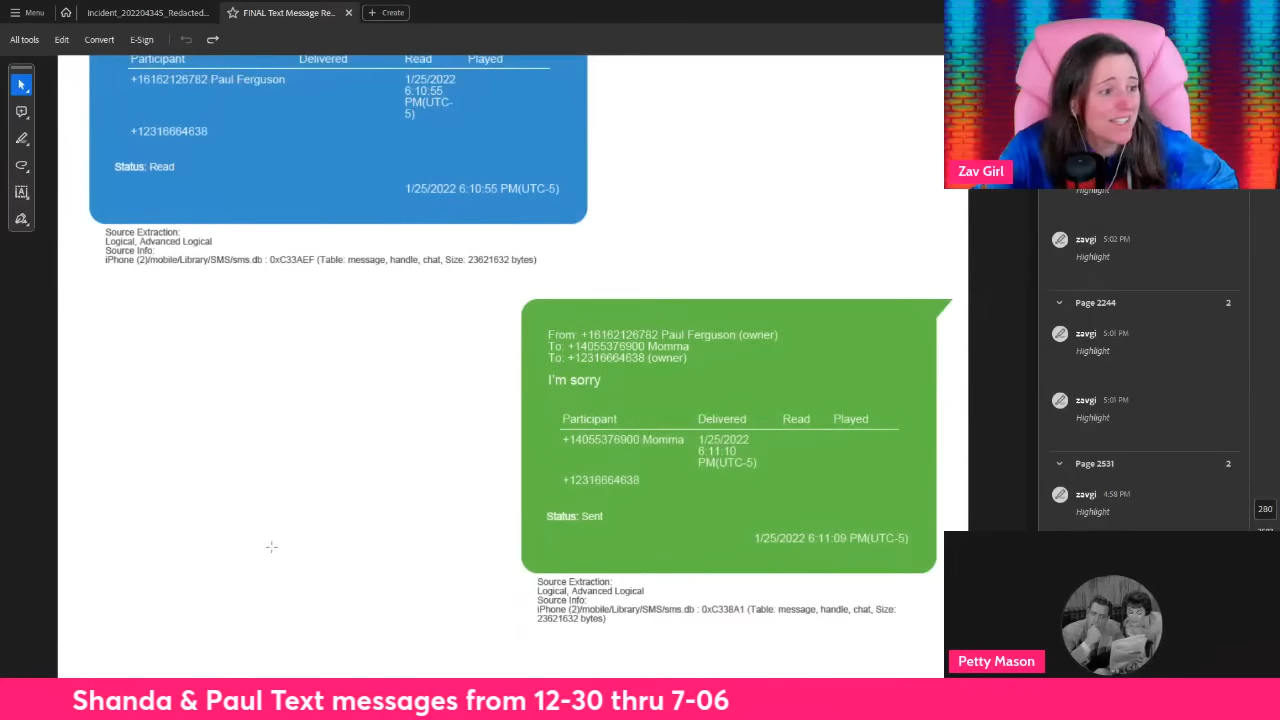 Menu
Incident_202204345_Redacted...
FINAL Text Message Re...
Create
All tools
Edit
Convert
E-Sign
Participant Delivered Read Played
+16162126782 Paul Ferguson 1/25/2022
6:10:55
PM(UTC-
5)
+12316664638
Status: Read
1/25/2022 6:10:55 PM(UTC-5)
Source Extraction:
Logical, Advanced Logical
Source Info:
iPhone (2)/mobile/Library/SMS/sms.db : 0xC33AEF (Table: message, handle, chat, Size: 23621632 bytes)
From: +16162126782 Paul Ferguson (owner)
To: +14055376900 Momma
To: +12316664638 (owner)
I'm sorry
Participant Delivered Read Played
+14055376900 Momma 1/25/2022
6:11:10
PM(UTC-5)
+12316664638
Status: Sent
1/25/2022 6:11:09 PM(UTC-5)
Source Extraction:
Logical, Advanced Logical
Source Info:
iPhone (2)/mobile/Library/SMS/sms.db : 0xC338A1 (Table: message, handle, chat, Size:
23621632 bytes)
Zav Girl
Highlight
zavgi 5:02 PM
Highlight
Page 2244 2
zavgi 5:01 PM
Highlight
zavgi 5:01 PM
Highlight
Page 2531 2
zavgi 4:58 PM
Highlight
280
Petty Mason
Shanda & Paul Text messages from 12-30 thru 7-06